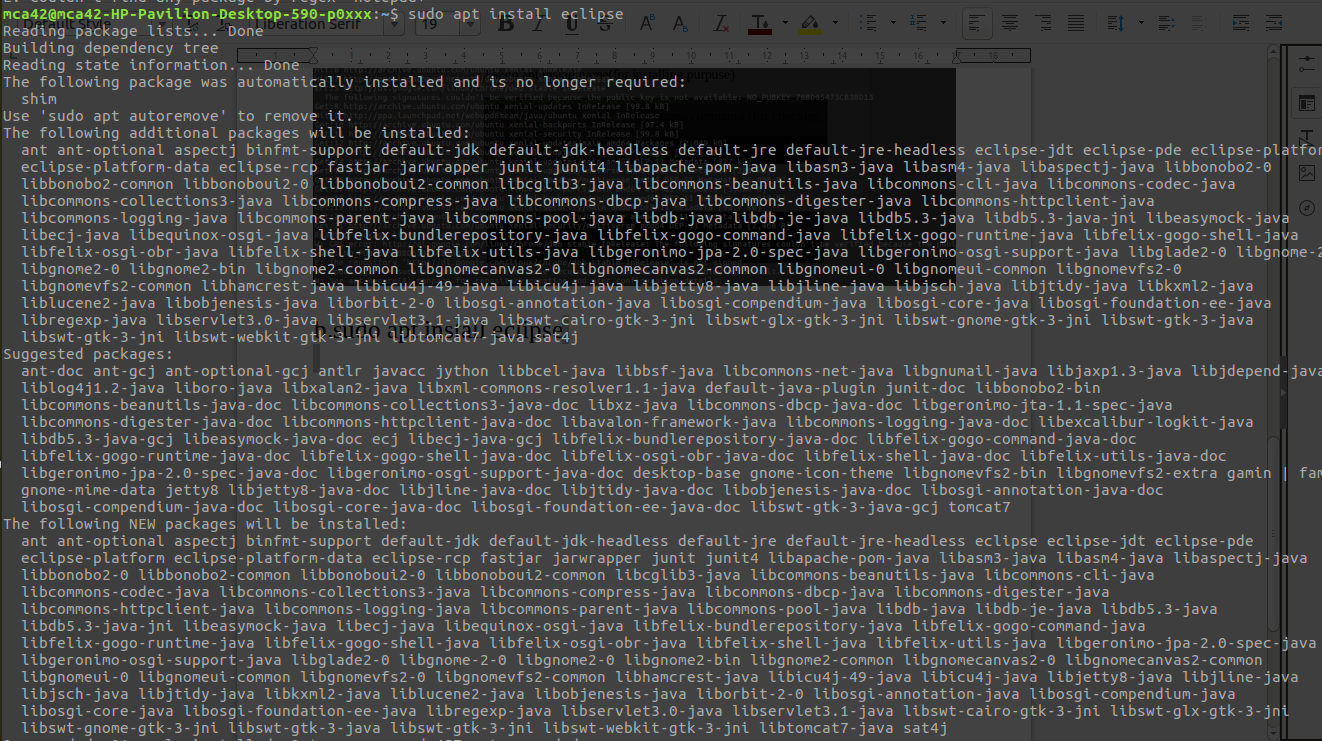 mca42@mca42-HP-Pavilion-Desktop-590-p0xxx:~$ sudo apt install eclipse
Reading package lists... Done
Building dependency tree
Reading state information... Done
The following package was automatically installed and is no longer required:
  shim
Use 'sudo apt autoremove' to remove it.
The following additional packages will be installed:
  ant ant-optional aspectj binfmt-support default-jdk default-jdk-headless default-jre default-jre-headless eclipse-jdt eclipse-pde eclipse-platfor
  eclipse-platform-data eclipse-rcp fastjar jarwrapper junit junit4 libapache-pom-java libasm3-java libasm4-java libaspectj-java libbonobo2-0
  libbonobo2-common libbonoboui2-0 libbonoboui2-common libcglib3-java libcommons-beanutils-java libcommons-cli-java libcommons-codec-java
  libcommons-collections3-java libcommons-compress-java libcommons-dbcp-java libcommons-digester-java libcommons-httpclient-java
  libcommons-logging-java libcommons-parent-java libcommons-pool-java libdb-java libdb-je-java libdb5.3-java libdb5.3-java-jni libeasymock-java
  libecj-java libequinox-osgi-java libfelix-bundlerepository-java libfelix-gogo-command-java libfelix-gogo-runtime-java libfelix-gogo-shell-java
  libfelix-osgi-obr-java libfelix-shell-java libfelix-utils-java libgeronimo-jpa-2.0-spec-java libgeronimo-osgi-support-java libglade2-0 libgnome-2
  libgnome2-0 libgnome2-bin libgnome2-common libgnomecanvas2-0 libgnomecanvas2-common libgnomeui-0 libgnomeui-common libgnomevfs2-0
  libgnomevfs2-common libhamcrest-java libicu4j-49-java libicu4j-java libjetty8-java libjline-java libjsch-java libjtidy-java libkxml2-java
  liblucene2-java libobjenesis-java liborbit-2-0 libosgi-annotation-java libosgi-compendium-java libosgi-core-java libosgi-foundation-ee-java
  libregexp-java libservlet3.0-java libservlet3.1-java libswt-cairo-gtk-3-jni libswt-glx-gtk-3-jni libswt-gnome-gtk-3-jni libswt-gtk-3-java
  libswt-gtk-3-jni libswt-webkit-gtk-3-jni libtomcat7-java sat4j
Suggested packages:
  ant-doc ant-gcj ant-optional-gcj antlr javacc jython libbcel-java libbsf-java libcommons-net-java libgnumail-java libjaxp1.3-java libjdepend-java
  liblog4j1.2-java liboro-java libxalan2-java libxml-commons-resolver1.1-java default-java-plugin junit-doc libbonobo2-bin
  libcommons-beanutils-java-doc libcommons-collections3-java-doc libxz-java libcommons-dbcp-java-doc libgeronimo-jta-1.1-spec-java
  libcommons-digester-java-doc libcommons-httpclient-java-doc libavalon-framework-java libcommons-logging-java-doc libexcalibur-logkit-java
  libdb5.3-java-gcj libeasymock-java-doc ecj libecj-java-gcj libfelix-bundlerepository-java-doc libfelix-gogo-command-java-doc
  libfelix-gogo-runtime-java-doc libfelix-gogo-shell-java-doc libfelix-osgi-obr-java-doc libfelix-shell-java-doc libfelix-utils-java-doc
  libgeronimo-jpa-2.0-spec-java-doc libgeronimo-osgi-support-java-doc desktop-base gnome-icon-theme libgnomevfs2-bin libgnomevfs2-extra gamin | fam
  gnome-mime-data jetty8 libjetty8-java-doc libjline-java-doc libjtidy-java-doc libobjenesis-java-doc libosgi-annotation-java-doc
  libosgi-compendium-java-doc libosgi-core-java-doc libosgi-foundation-ee-java-doc libswt-gtk-3-java-gcj tomcat7
The following NEW packages will be installed:
  ant ant-optional aspectj binfmt-support default-jdk default-jdk-headless default-jre default-jre-headless eclipse eclipse-jdt eclipse-pde
  eclipse-platform eclipse-platform-data eclipse-rcp fastjar jarwrapper junit junit4 libapache-pom-java libasm3-java libasm4-java libaspectj-java
  libbonobo2-0 libbonobo2-common libbonoboui2-0 libbonoboui2-common libcglib3-java libcommons-beanutils-java libcommons-cli-java
  libcommons-codec-java libcommons-collections3-java libcommons-compress-java libcommons-dbcp-java libcommons-digester-java
  libcommons-httpclient-java libcommons-logging-java libcommons-parent-java libcommons-pool-java libdb-java libdb-je-java libdb5.3-java
  libdb5.3-java-jni libeasymock-java libecj-java libequinox-osgi-java libfelix-bundlerepository-java libfelix-gogo-command-java
  libfelix-gogo-runtime-java libfelix-gogo-shell-java libfelix-osgi-obr-java libfelix-shell-java libfelix-utils-java libgeronimo-jpa-2.0-spec-java
  libgeronimo-osgi-support-java libglade2-0 libgnome-2-0 libgnome2-0 libgnome2-bin libgnome2-common libgnomecanvas2-0 libgnomecanvas2-common
  libgnomeui-0 libgnomeui-common libgnomevfs2-0 libgnomevfs2-common libhamcrest-java libicu4j-49-java libicu4j-java libjetty8-java libjline-java
  libjsch-java libjtidy-java libkxml2-java liblucene2-java libobjenesis-java liborbit-2-0 libosgi-annotation-java libosgi-compendium-java
  libosgi-core-java libosgi-foundation-ee-java libregexp-java libservlet3.0-java libservlet3.1-java libswt-cairo-gtk-3-jni libswt-glx-gtk-3-jni
  libswt-gnome-gtk-3-jni libswt-gtk-3-java libswt-gtk-3-jni libswt-webkit-gtk-3-jni libtomcat7-java sat4j
Default Style
Liberation Serif
19
sudo apt install eclipse